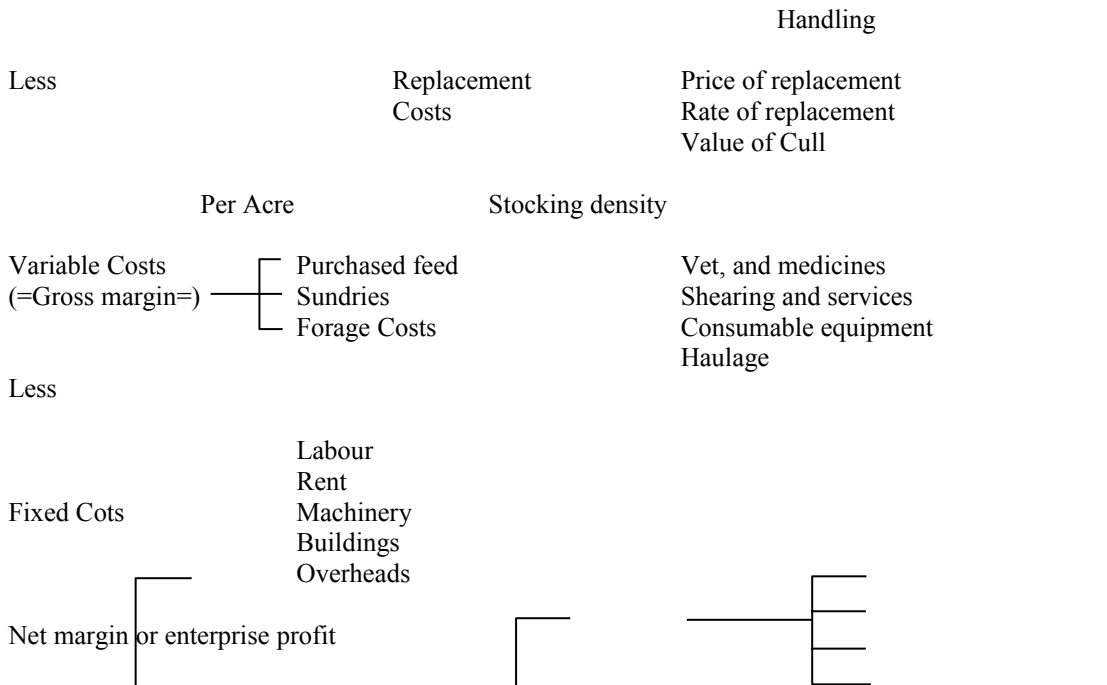 Handling
Less Replacement Price of replacement
Costs Rate of replacement
Value of Cull
Per Acre Stocking density
Variable Costs Purchased feed Vet, and medicines
(=Gross margin=) Sundries Shearing and services
Forage Costs Consumable equipment
Haulage
Less
Labour
Rent
Fixed Cots Machinery
Buildings
Overheads
Net margin or enterprise profit